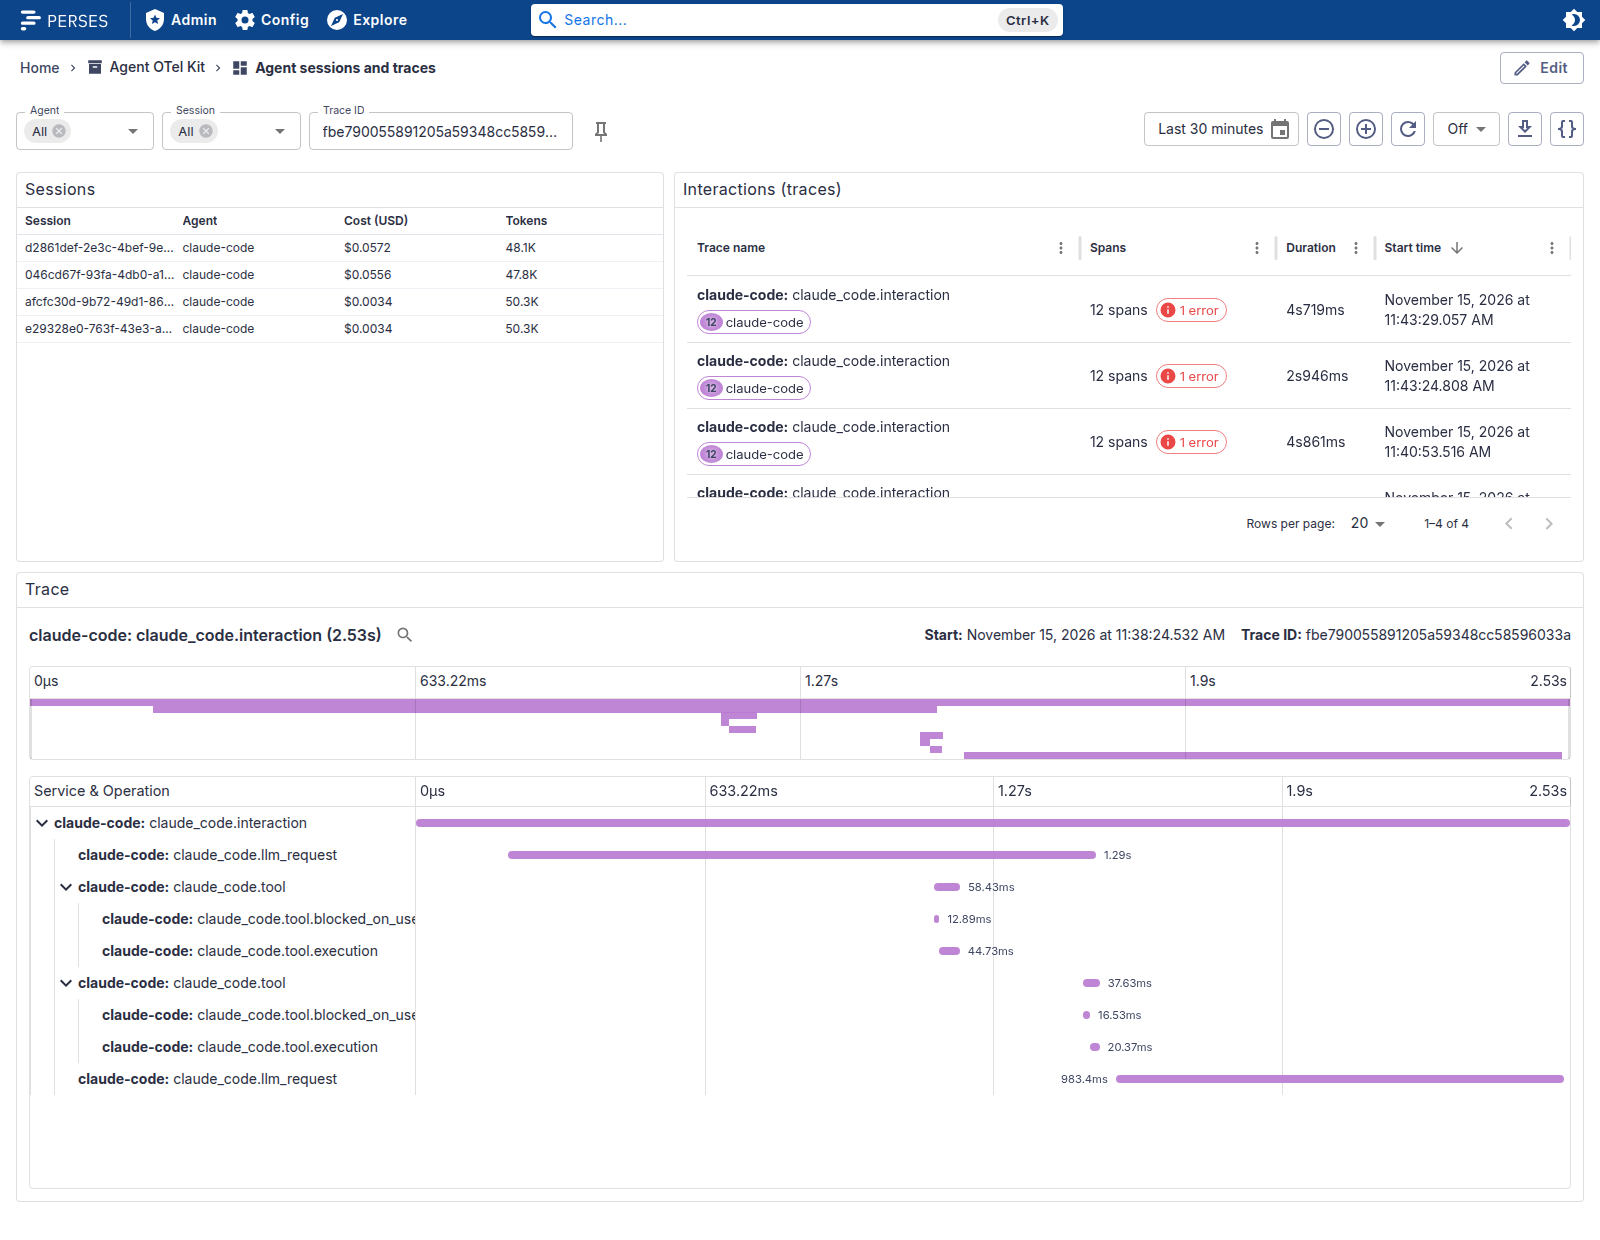 PERSES
Admin
Config
Explore
Search...
Ctrl+K
Home › Agent OTel Kit › Agent sessions and traces
Edit
Agent
All
Session
All
Trace ID
fbe790055891205a59348cc5859...
Last 30 minutes
Off
Sessions
Session Agent Cost (USD) Tokens
d2861def-2e3c-4bef-9e... claude-code $0.0572 48.1K
046cd67f-93fa-4db0-a1... claude-code $0.0556 47.8K
afcfc30d-9b72-49d1-86... claude-code $0.0034 50.3K
e29328e0-763f-43e3-a... claude-code $0.0034 50.3K
Interactions (traces)
Trace name Spans Duration Start time
claude-code: claude_code.interaction
12 claude-code
12 spans 1 error 4s719ms
November 15, 2026 at
11:43:29.057 AM
claude-code: claude_code.interaction
12 claude-code
12 spans 1 error 2s946ms
November 15, 2026 at
11:43:24.808 AM
claude-code: claude_code.interaction
12 claude-code
12 spans 1 error 4s861ms
November 15, 2026 at
11:40:53.516 AM
claude-code: claude_code.interaction
November 15, 2026 at
Rows per page: 20 1–4 of 4
Trace
claude-code: claude_code.interaction (2.53s)
Start: November 15, 2026 at 11:38:24.532 AM Trace ID: fbe790055891205a59348cc58596033a
0μs 633.22ms 1.27s 1.9s 2.53s
Service & Operation 0μs 633.22ms 1.27s 1.9s 2.53s
claude-code: claude_code.interaction
claude-code: claude_code.llm_request 1.29s
claude-code: claude_code.tool 58.43ms
claude-code: claude_code.tool.blocked_on_use 12.89ms
claude-code: claude_code.tool.execution 44.73ms
claude-code: claude_code.tool 37.63ms
claude-code: claude_code.tool.blocked_on_use 16.53ms
claude-code: claude_code.tool.execution 20.37ms
claude-code: claude_code.llm_request 983.4ms